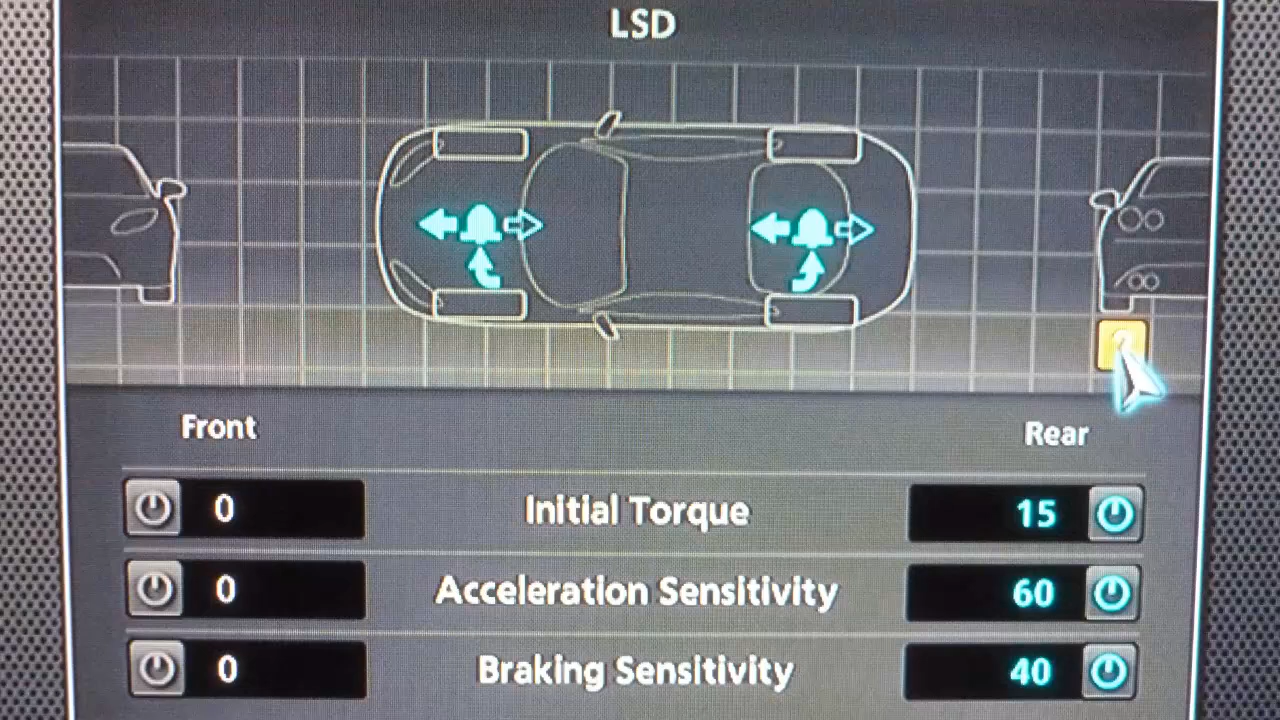 LSD
Front Rear
0 Initial Torque 15
0 Acceleration Sensitivity 60
0 Braking Sensitivity 40